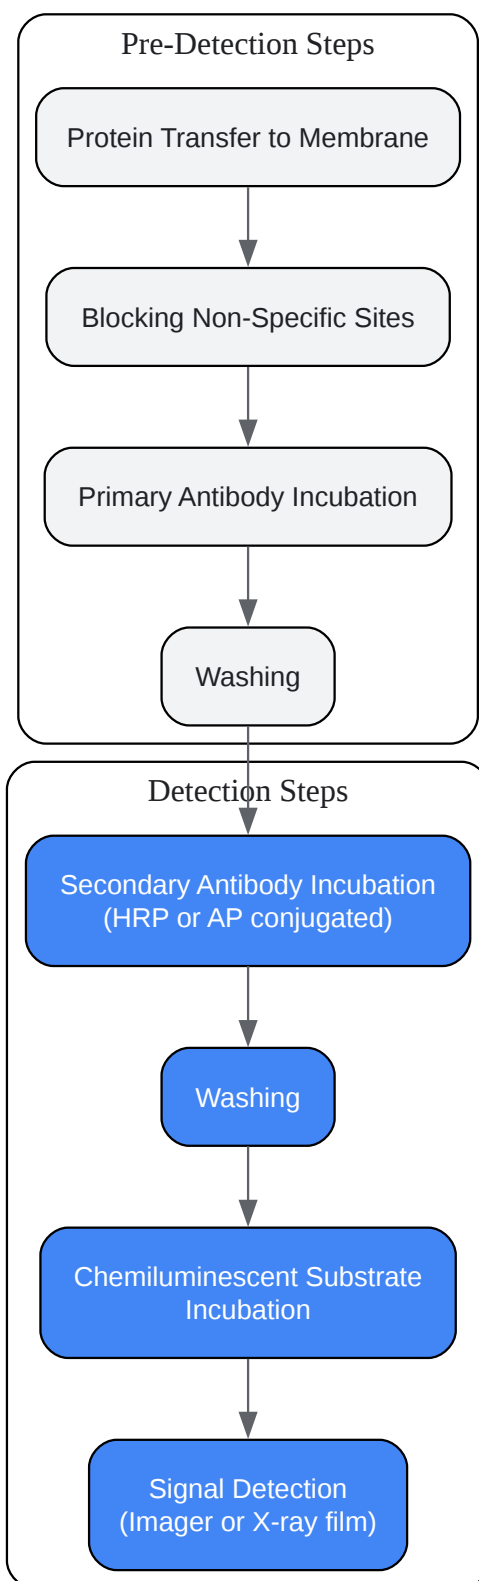 Pre-Detection Steps
Protein Transfer to Membrane
Blocking Non-Specific Sites
Primary Antibody Incubation
Washing
Detection Steps
Secondary Antibody Incubation
(HRP or AP conjugated)
Washing
Chemiluminescent Substrate
Incubation
Signal Detection
(Imager or X-ray film)